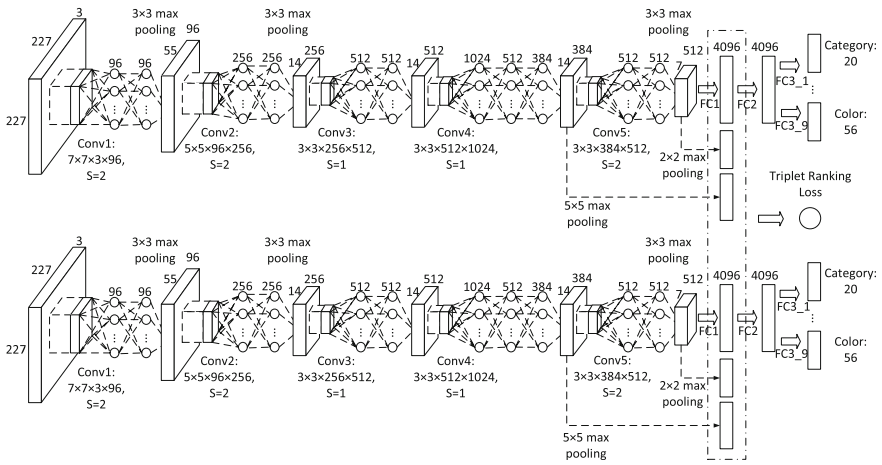 3
3×3 max
pooling
96
3×3 max
pooling
3×3 max
pooling
227
55
96 96
256 256
14
256
512 512
14
512
1024 512 384
14
384
512 512
7
512
4096
4096
Category:
20
227
FC1
FC2
FC3_1
⋮
FC3_9
Color:
56
Conv1:
7×7×3×96,
S=2
Conv2:
5×5×96×256,
S=2
Conv3:
3×3×256×512,
S=1
Conv4:
3×3×512×1024,
S=1
Conv5:
3×3×384×512,
S=2
2×2 max
pooling
5×5 max
pooling
Triplet Ranking
Loss
3
3×3 max
pooling
96
3×3 max
pooling
3×3 max
pooling
227
55
96 96
256 256
14
256
512 512
14
512
1024 512 384
14
384
512 512
7
512
4096
4096
Category:
20
227
FC1
FC2
FC3_1
⋮
FC3_9
Color:
56
Conv1:
7×7×3×96,
S=2
Conv2:
5×5×96×256,
S=2
Conv3:
3×3×256×512,
S=1
Conv4:
3×3×512×1024,
S=1
Conv5:
3×3×384×512,
S=2
2×2 max
pooling
5×5 max
pooling